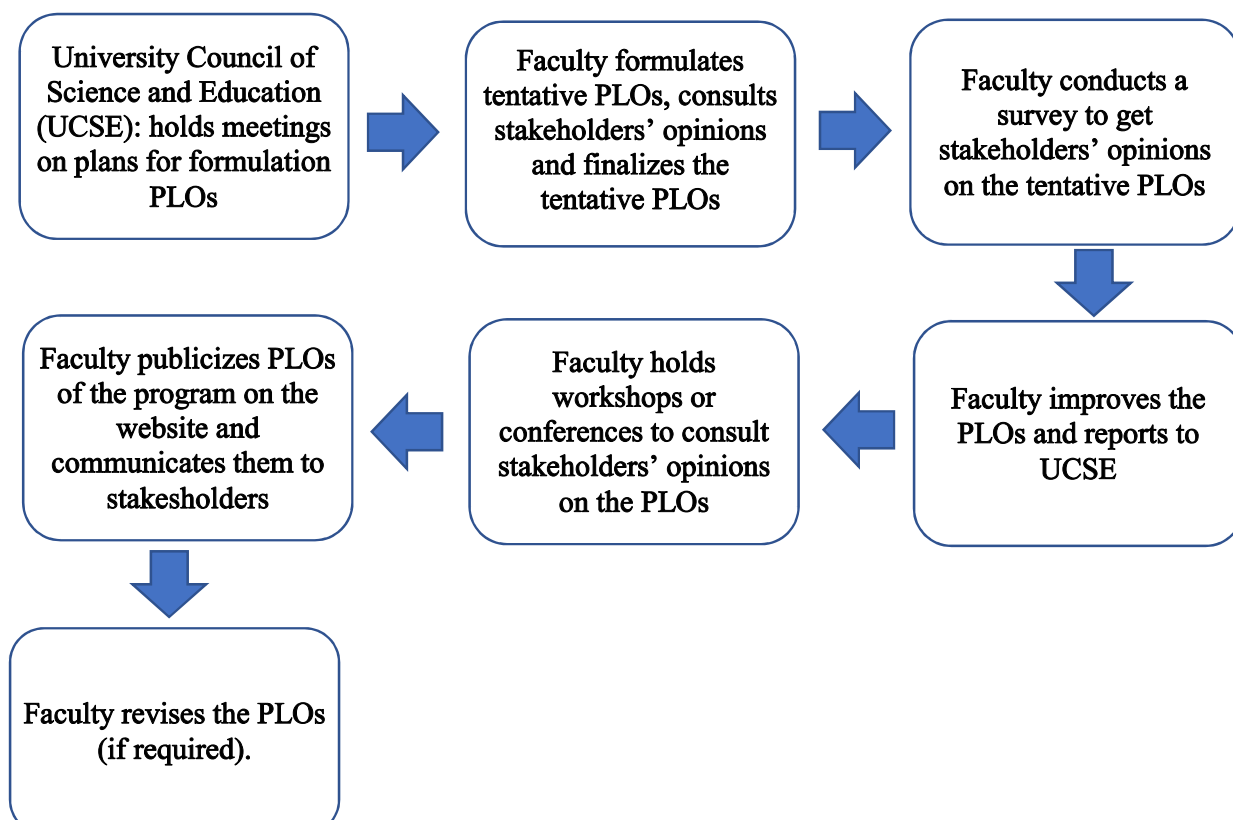 University Council of
Science and Education
(UCSE): holds meetings
on plans for formulation
PLOs
Faculty formulates
tentative PLOs, consults
stakeholders’ opinions
and finalizes the
tentative PLOs
Faculty conducts a
survey to get
stakeholders’ opinions
on the tentative PLOs
Faculty improves the
PLOs and reports to
UCSE
Faculty holds
workshops or
conferences to consult
stakeholders’ opinions
on the PLOs
Faculty publicizes PLOs
of the program on the
website and
communicates them to
stakesholders
Faculty revises the PLOs
(if required).